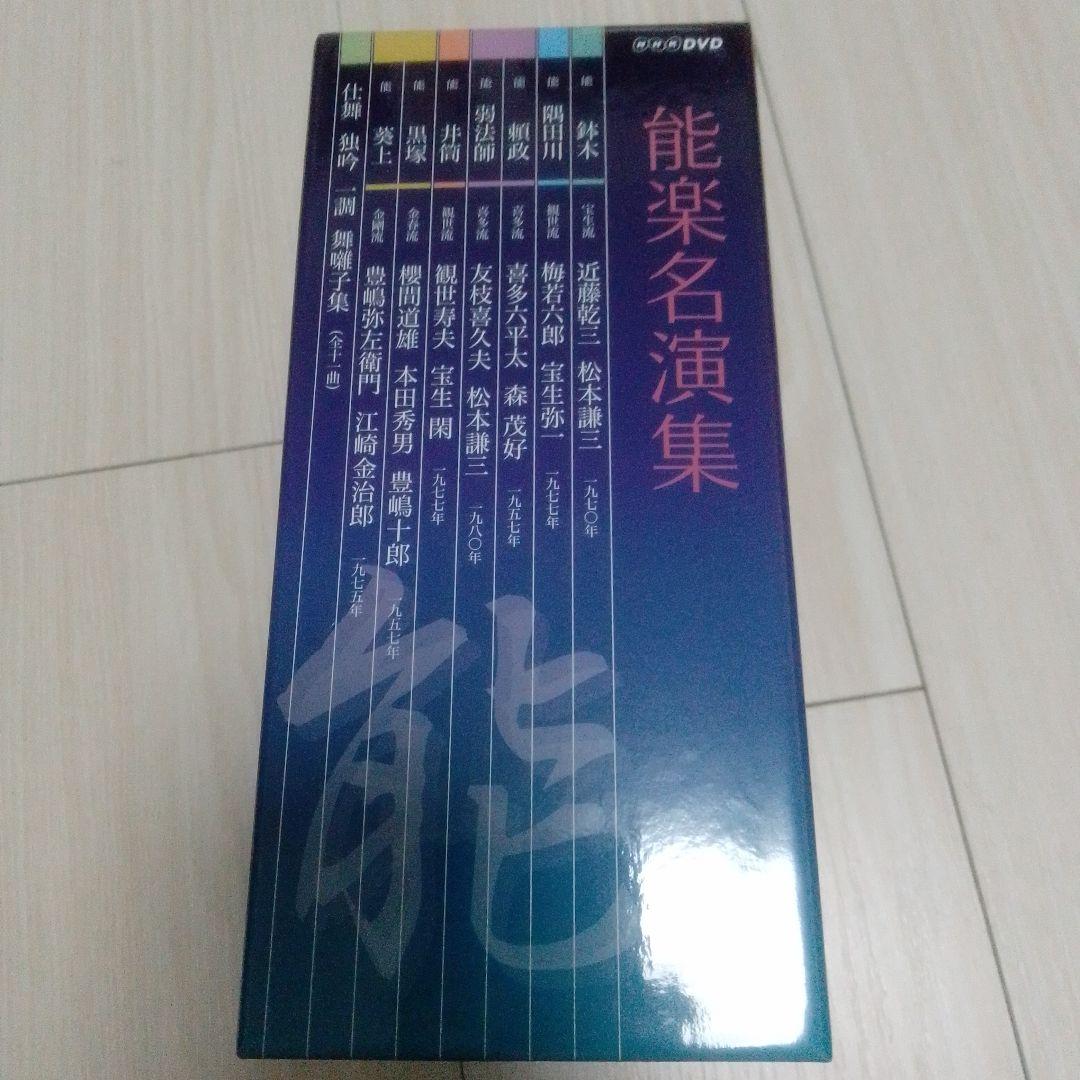 NHK DVD
能楽名演集
能 鉢木 宝生流 近藤乾三 松本謙三 一九七〇年
能 隅田川 観世流 梅若六郎 宝生弥一 一九七七年
能 頼政 喜多流 喜多六平太 森 茂好 一九五七年
能 弱法師 喜多流 友枝喜久夫 松本謙三 一九八〇年
能 井筒 観世流 観世寿夫 宝生 閑 一九七七年
能 黒塚 金春流 櫻間道雄 本田秀男 豊嶋十郎 一九五七年
能 葵上 金剛流 豊嶋弥左衛門 江崎金治郎 一九七五年
仕舞 独吟 一調 舞囃子集 (全十一曲)
能